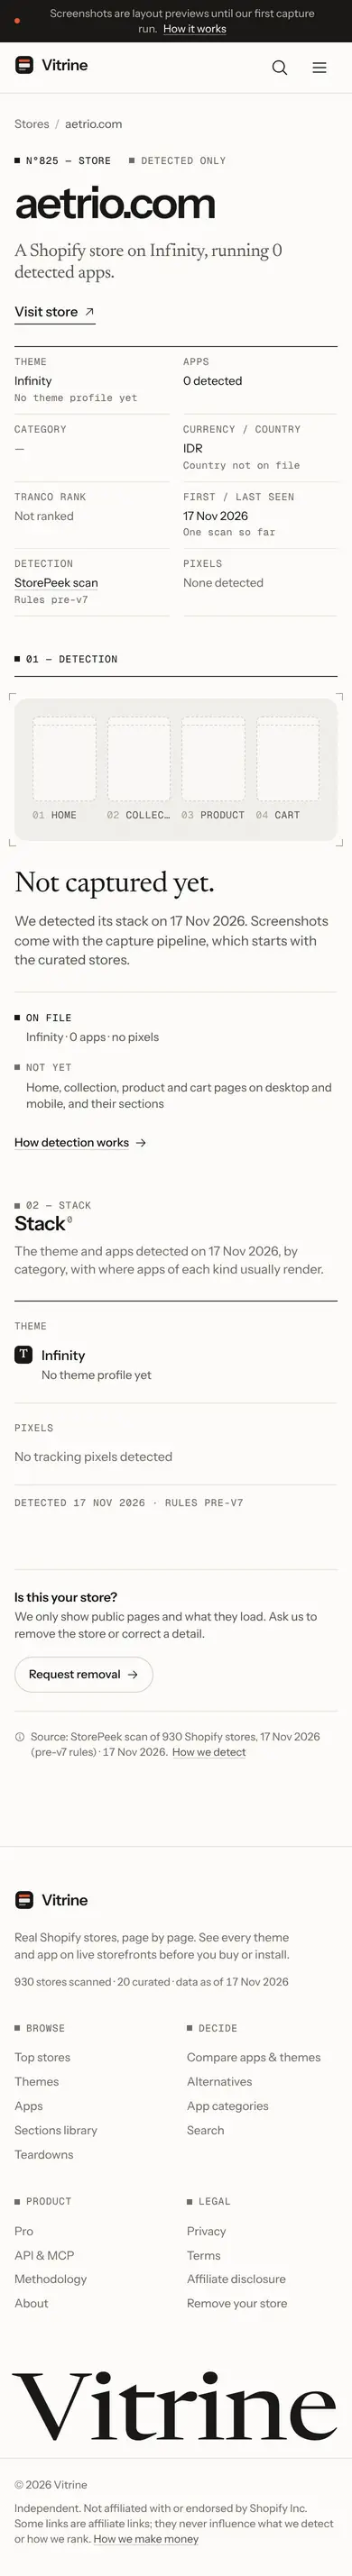 Screenshots are layout previews until our first capture
run. How it works
Vitrine
Stores / aetrio.com
N°825 — STORE DETECTED ONLY
aetrio.com
A Shopify store on Infinity, running 0
detected apps.
Visit store ↗
THEME
Infinity
No theme profile yet
APPS
0 detected
CATEGORY
—
CURRENCY / COUNTRY
IDR
Country not on file
TRANCO RANK
Not ranked
FIRST / LAST SEEN
17 Nov 2026
One scan so far
DETECTION
StorePeek scan
Rules pre-v7
PIXELS
None detected
01 — DETECTION
01 HOME 02 COLLEC… 03 PRODUCT 04 CART
Not captured yet.
We detected its stack on 17 Nov 2026. Screenshots
come with the capture pipeline, which starts with
the curated stores.
ON FILE
Infinity · 0 apps · no pixels
NOT YET
Home, collection, product and cart pages on desktop and
mobile, and their sections
How detection works →
02 — STACK
Stack 0
The theme and apps detected on 17 Nov 2026, by
category, with where apps of each kind usually render.
THEME
T Infinity
No theme profile yet
PIXELS
No tracking pixels detected
DETECTED 17 NOV 2026 · RULES PRE-V7
Is this your store?
We only show public pages and what they load. Ask us to
remove the store or correct a detail.
Request removal →
Source: StorePeek scan of 930 Shopify stores, 17 Nov 2026
(pre-v7 rules) · 17 Nov 2026. How we detect
Vitrine
Real Shopify stores, page by page. See every theme
and app on live storefronts before you buy or install.
930 stores scanned · 20 curated · data as of 17 Nov 2026
BROWSE
Top stores
Themes
Apps
Sections library
Teardowns
DECIDE
Compare apps & themes
Alternatives
App categories
Search
PRODUCT
Pro
API & MCP
Methodology
About
LEGAL
Privacy
Terms
Affiliate disclosure
Remove your store
Vitrine
© 2026 Vitrine
Independent. Not affiliated with or endorsed by Shopify Inc.
Some links are affiliate links; they never influence what we detect
or how we rank. How we make money